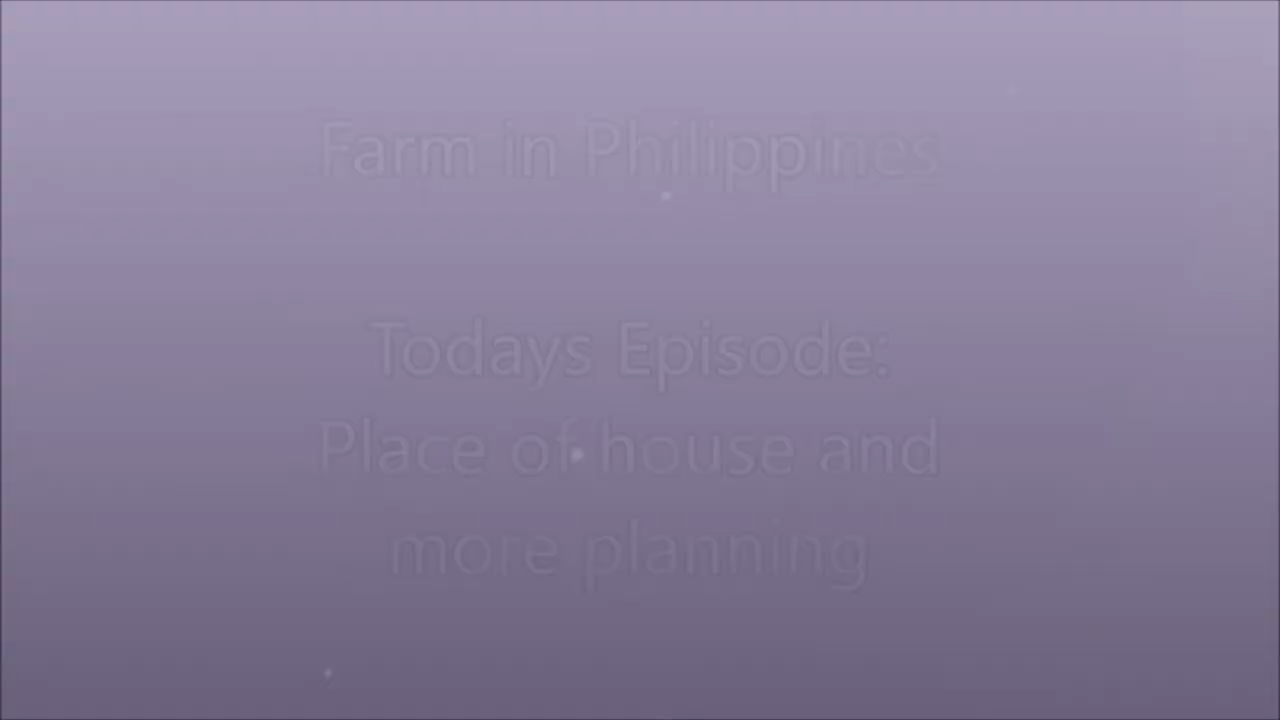 Farm in Philippines
Todays Episode:
Place of house and
more planning